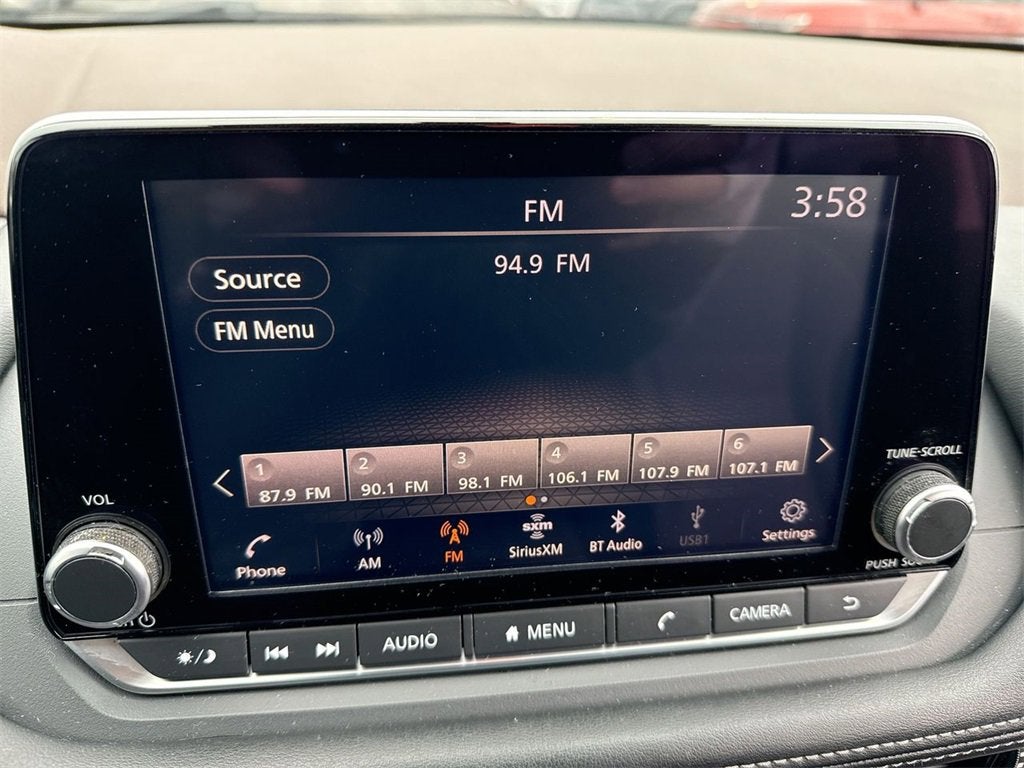 FM
3:58
94.9 FM
Source
FM Menu
1
87.9 FM
2
90.1 FM
3
98.1 FM
4
106.1 FM
5
107.9 FM
6
107.1 FM
VOL
TUNE-SCROLL
Phone
AM
FM
sxm
SiriusXM
BT Audio
USB1
Settings
PUSH
AUDIO
MENU
CAMERA